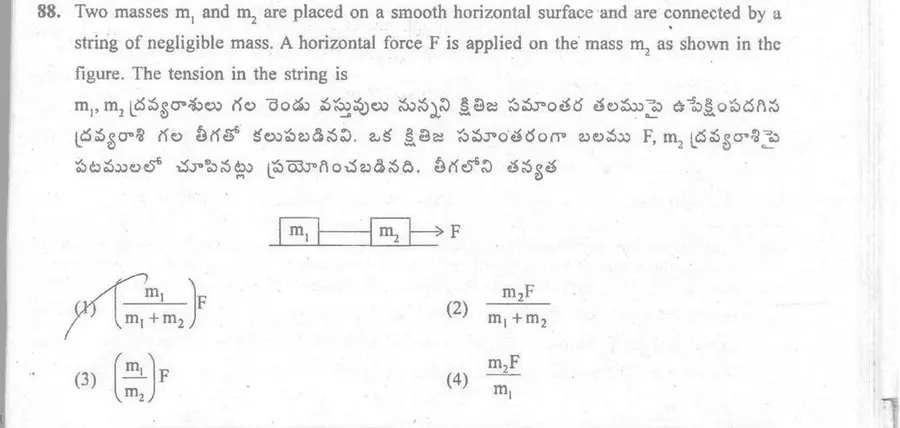 88. Two masses m₁ and m₂ are placed on a smooth horizontal surface and are connected by a
string of negligible mass. A horizontal force F is applied on the mass m₂ as shown in the
figure. The tension in the string is
m₁, m₂ ద్రవ్యరాశులు గల రెండు వస్తువులు నున్నని క్షితిజ సమాంతర తలముపై ఉపేక్షింపదగిన
ద్రవ్యరాశి గల తీగతో కలుపబడినవి. ఒక క్షితిజ సమాంతరంగా బలము F, m₂ ద్రవ్యరాశిపై
పటములలో చూపినట్లు ప్రయోగించబడినది. తీగలోని తన్యత
m₁ m₂ F
(1) (m₁ / (m₁ + m₂)) F (2) m₂F / (m₁ + m₂)
(3) (m₁ / m₂) F (4) m₂F / m₁